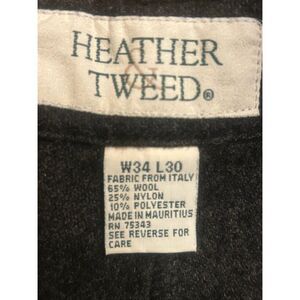 HEATHER
TWEED®
W34 L30
FABRIC FROM ITALY
65% WOOL
25% NYLON
10% POLYESTER
MADE IN MAURITIUS
RN 75343
SEE REVERSE FOR
CARE